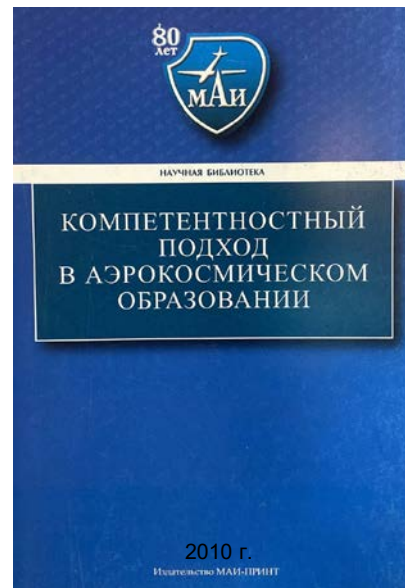 80
лет
МАИ
НАУЧНАЯ БИБЛИОТЕКА
КОМПЕТЕНТНОСТНЫЙ
ПОДХОД
В АЭРОКОСМИЧЕСКОМ
ОБРАЗОВАНИИ
2010 г.
Издательство МАИ-ПРИНТ